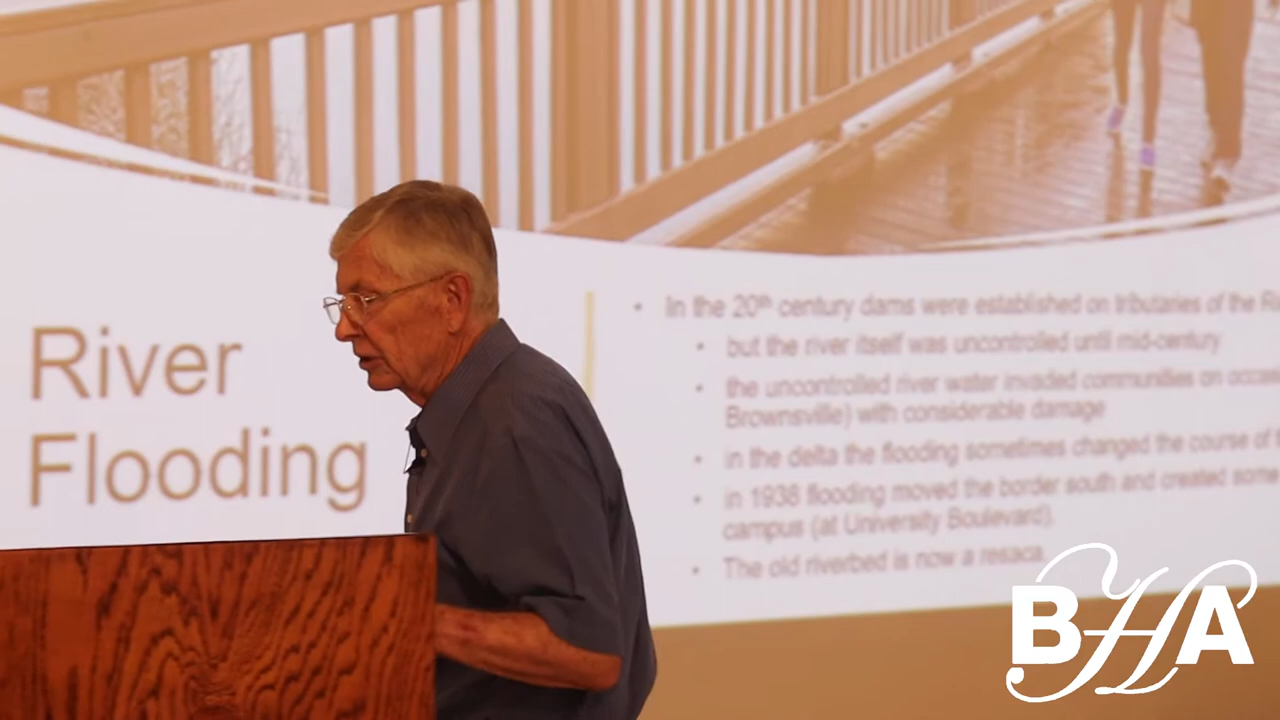 River
Flooding
• In the 20th century dams were established on tributaries of the
• but the river itself was uncontrolled until mid-century
• the uncontrolled river water invaded communities on
Brownsville) with considerable damage
• in the delta the flooding sometimes changed the course of
• in 1938 flooding moved the border south and created some
campus (at University Boulevard).
• The old riverbed is now a resaca.
BHA